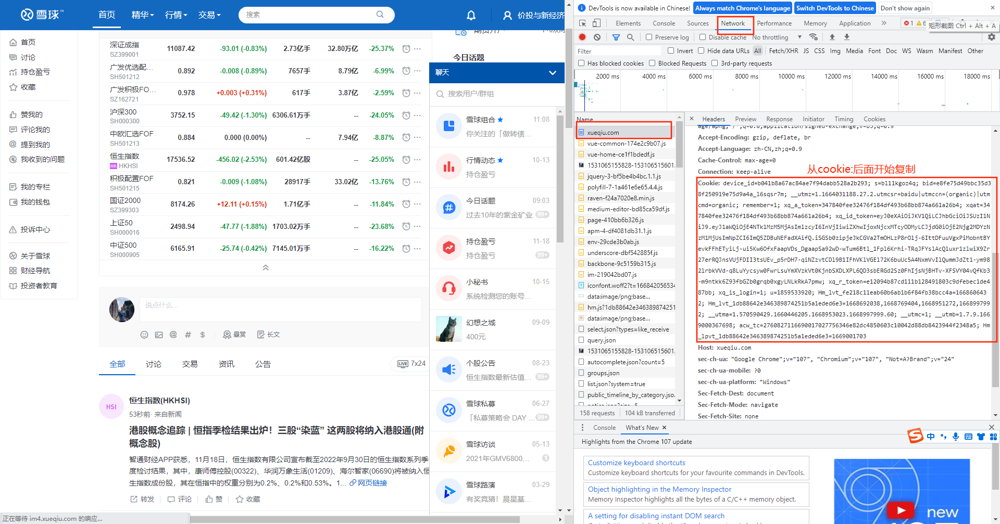 雪球™
首页
精华
行情
交易
搜索
价投与新经济
首页
讨论
持仓盈亏
收藏
赞我的
评论我的
提到我的
我收到的问题
我的专栏
我的钱包
投诉中心
关于雪球
财经导航
投资者教育
深证成指 11087.42 -93.01 (-0.83%) 2.73亿手 32.80万亿 -25.37%
SZ399001
广发优选配... 0.892 -0.008 (-0.89%) 7657手 8.79亿 -6.99%
SH501212
广发积极FO... 0.978 +0.003 (+0.31%) 617手 3.87亿 -2.59%
SZ162721
沪深300 3752.15 -49.42 (-1.30%) 6306.61万手 -- -24.05%
SH000300
中欧汇选FOF 0.884 0.000 (0.00%) -- 7.94亿 -8.87%
SH501213
恒生指数 17536.52 -456.02 (-2.53%) 601.42亿股 -- -25.05%
HK HKHSI
积极配置FOF 0.821 -0.009 (-1.08%) 28917手 33.02亿 -13.76%
SH501215
国证2000 8174.26 +12.11 (+0.15%) 1.71亿手 -- -11.84%
SZ399303
上证50 2498.94 -47.77 (-1.88%) 1703.02万手 -- -23.68%
SH000016
中证500 6165.91 -25.74 (-0.42%) 7145.01万手 -- -16.22%
SH000905
说点什么...
悬赏
长文
全部 讨论 交易 资讯 公告
LIVE 7x24
HSI
恒生指数(HKHSI)
53秒前· 来自新闻
港股概念追踪 | 恒指季检结果出炉！三股“染蓝” 这两股将纳入港股通(附
概念股)
智通财经APP获悉，11月18日，恒生指数有限公司宣布截至2022年9月30日的恒生指数系列季
度检讨结果，其中，康师傅控股(00322)、华润万象生活(01209)、海尔智家(06690)将被纳入恒
生指数成份股，其在恒指中的权重分别为0.2%、0.2%和0.53%。1... 网页链接
转发 评论 赞 收藏
正在等待 im4.xueqiu.com 的响应...
今日话题
聊天
搜索用户/群组
雪球组合 11:08
你关注的「做转债...
行情动态 10-13
持仓盈亏
今日话题 09:03
过去10年的紫金矿业 99+
持仓盈亏 11-18
持仓盈亏 99+
小秘书 10-15
系统检测您的账号...
幻想之城 09-09
400元
个股公告 08-23
恒生指数最新估值... 99+
雪球私募 06-27
「私募策略会 DAY ... 99+
雪球访谈 05-13
2021年GMV6800... 1
雪球路演 03-29
有奖竞猜！晨星基...
DevTools is now available in Chinese! Always match Chrome's language Switch DevTools to Chinese Don't show again
Elements Console Sources Network Performance Memory Application
1 6
矩形截图 Ctrl + Alt + A
Preserve log Disable cache No throttling
Filter Invert Hide data URLs All Fetch/XHR JS CSS Img Media Font Doc WS Wasm Manifest Other
Has blocked cookies Blocked Requests 3rd-party requests
2000 ms 4000 ms 6000 ms 8000 ms 10000 ms 12000 ms 14000 ms 16000 ms 18000 ms
Name
xueqiu.com
vue-common-174e2c9b07.js
vue-home-ce1f1bdedf.js
1531065155828-153106515601.
jquery-3-bf5be4b4bc.1.1.js
polyfill-7-1a461e6e65.4.4.js
raven-f24a7020e8.min.js
medium-editor-bd85ca59df.js
page-410bb6b326.js
apm-4-df4081db31.1.js
env-29cde3b0ab.js
underscore-dbf542885f.js
backbone-9c5159b315.js
im-219042bd07.js
iconfont.woff2?t=16684205653​4
data:image/png;base...
hm.js?1db88642e346389874251
data:image/png;base...
select.json?types=like_receive
query.json
1531065155828-153106515601.
autocomplete.json?count=5
groups.json
list.json?system=true
public_timeline_by_category.jso.
158 requests 104 kB transferred
Headers Preview Response Initiator Timing Cookies
Accept-Encoding: gzip, deflate, br
Accept-Language: zh-CN,zh;q=0.9
Cache-Control: max-age=0
Connection: keep-alive
从cookie:后面开始复制
Cookie: device_id=b041b8a67ac84ae7f94dabb528a2b293; s=bl11kgoz4q; bid=e8fe75d49bbc35d3
8f250919e75d9a4a_l6sqsr7m; __utmz=1.1664031188.27.2.utmcsr=baidu|utmccn=(organic)|utm
cmd=organic; remember=1; xq_a_token=347840fee32476f184df493b68bb874a661a26b4; xqat=34
7840fee32476f184df493b68bb874a661a26b4; xq_id_token=eyJ0eXAiOiJKV1QiLCJhbGciOiJSUzI1N
87bb; xq_is_login=1; u=1859533920; Hm_lvt_fe218c11eab60b6ab1b6f84fb38bcc4a=166860643
2; Hm_lvt_1db88642e346389874251b5a1eded6e3=1668692038,1668769404,1668951272,166899799
2; __utma=1.570590429.1660446205.1668953023.1668997999.60; __utmc=1; __utmb=1.7.9.166
9000367698; acw_tc=2760827116690017027756346e82dc4850603c10042d88db8423944f2348a5; Hm
_lpvt_1db88642e346389874251b5a1eded6e3=1669001703
Host: xueqiu.com
sec-ch-ua: "Google Chrome";v="107", "Chromium";v="107", "Not=A?Brand";v="24"
sec-ch-ua-mobile: ?0
sec-ch-ua-platform: "Windows"
Sec-Fetch-Dest: document
Sec-Fetch-Mode: navigate
Sec-Fetch-Site: none
Console What's New
中
Highlights from the Chrome 107 update
Customize keyboard shortcuts
Customize keyboard shortcuts for your favourite commands in DevTools.
Object highlighting in the Memory Inspector
Memory Inspector highlights all the bytes of a C/C++ memory object.
A setting for disabling instant DOM search
new